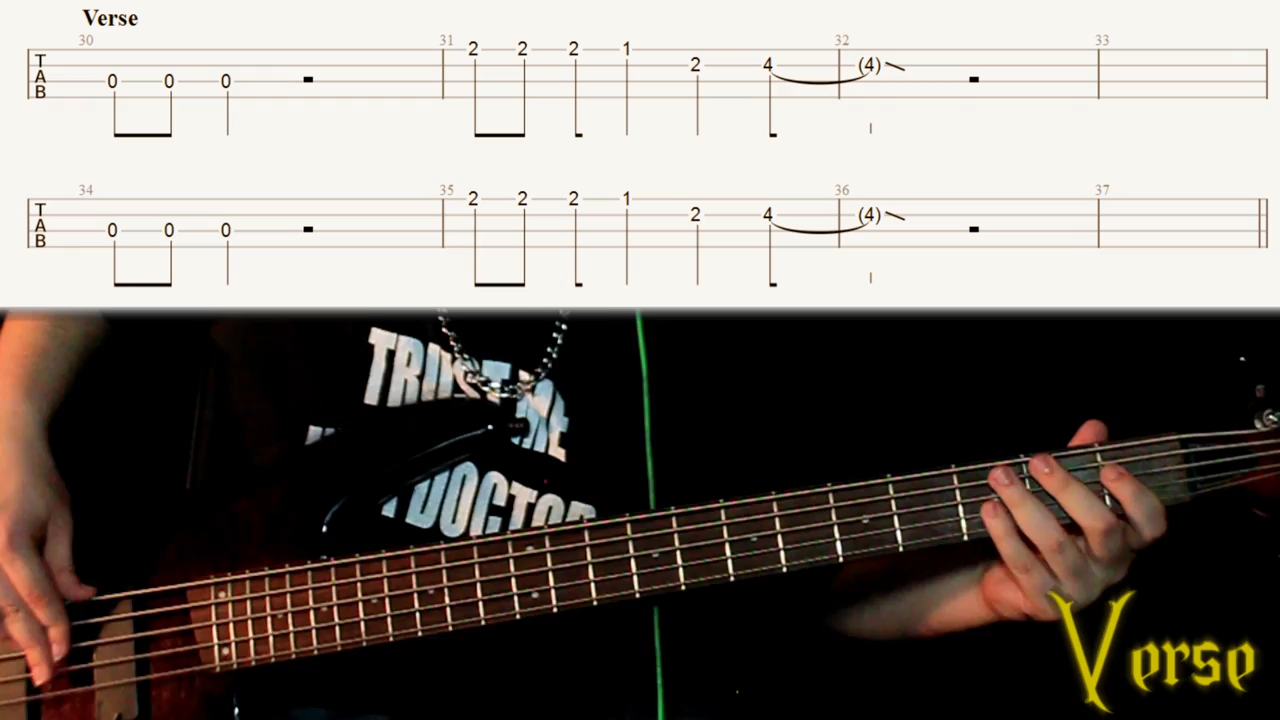 Verse
30 31 32 33
2 2 2 1
T 2 4 (4)
A 0 0 0
B
34 35 36 37
2 2 2 1
T 2 4 (4)
A 0 0 0
B
TRUST ME
DOCTOR
Verse